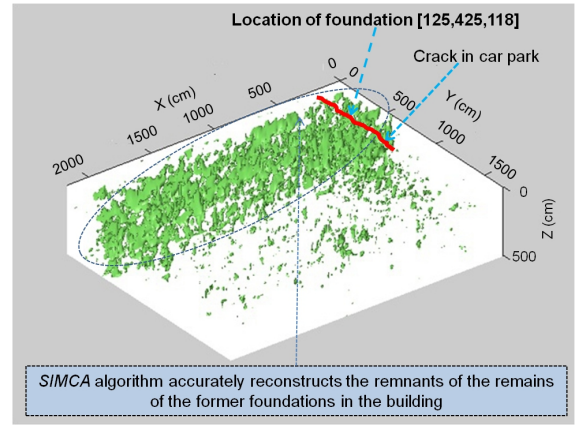 Location of foundation [125,425,118]
Crack in car park
0
0
X (cm)
500
500
Y (cm)
1000
1000
1500
1500
2000
0
Z (cm)
500
SIMCA algorithm accurately reconstructs the remnants of the remains
of the former foundations in the building